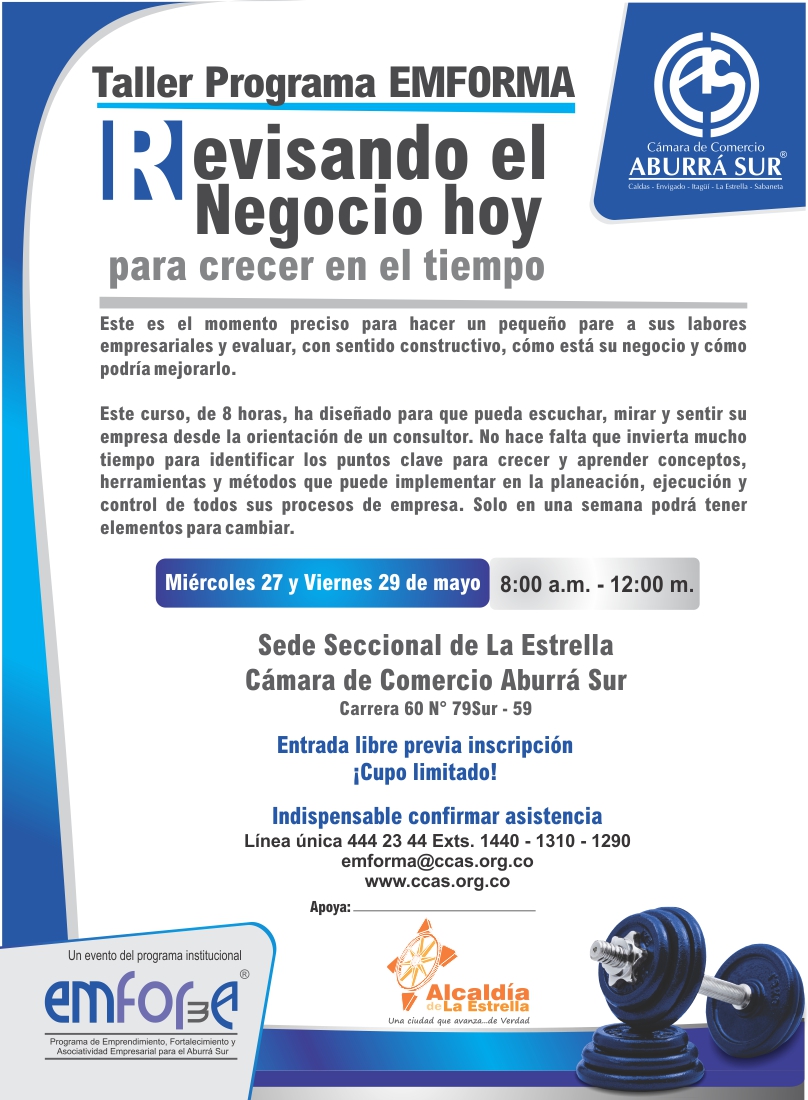 Taller Programa EMFORMA
Cámara de Comercio
ABURRÁ SUR®
Caldas - Envigado - Itagüí - La Estrella - Sabaneta
Revisando el
Negocio hoy
para crecer en el tiempo
Este es el momento preciso para hacer un pequeño pare a sus labores
empresariales y evaluar, con sentido constructivo, cómo está su negocio y cómo
podría mejorarlo.
Este curso, de 8 horas, ha diseñado para que pueda escuchar, mirar y sentir su
empresa desde la orientación de un consultor. No hace falta que invierta mucho
tiempo para identificar los puntos clave para crecer y aprender conceptos,
herramientas y métodos que puede implementar en la planeación, ejecución y
control de todos sus procesos de empresa. Solo en una semana podrá tener
elementos para cambiar.
Miércoles 27 y Viernes 29 de mayo 8:00 a.m. - 12:00 m.
Sede Seccional de La Estrella
Cámara de Comercio Aburrá Sur
Carrera 60 N° 79Sur - 59
Entrada libre previa inscripción
¡Cupo limitado!
Indispensable confirmar asistencia
Línea única 444 23 44 Exts. 1440 - 1310 - 1290
emforma@ccas.org.co
www.ccas.org.co
Apoya:
Alcaldía
de La Estrella
Una ciudad que avanza...de Verdad
Un evento del programa institucional
emforma®
Programa de Emprendimiento, Fortalecimiento y
Asociatividad Empresarial para el Aburrá Sur